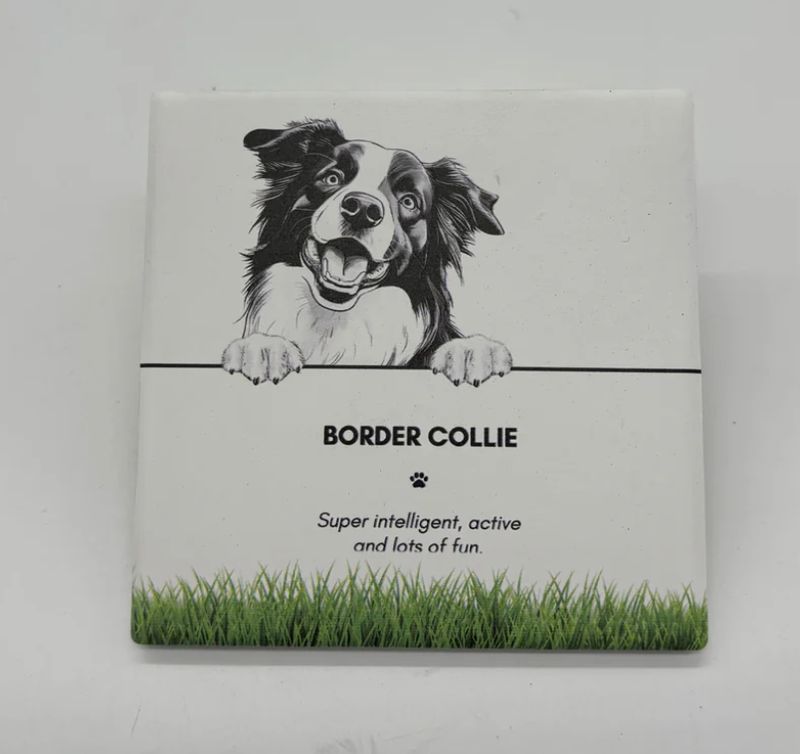 BORDER COLLIE
Super intelligent, active
and lots of fun.